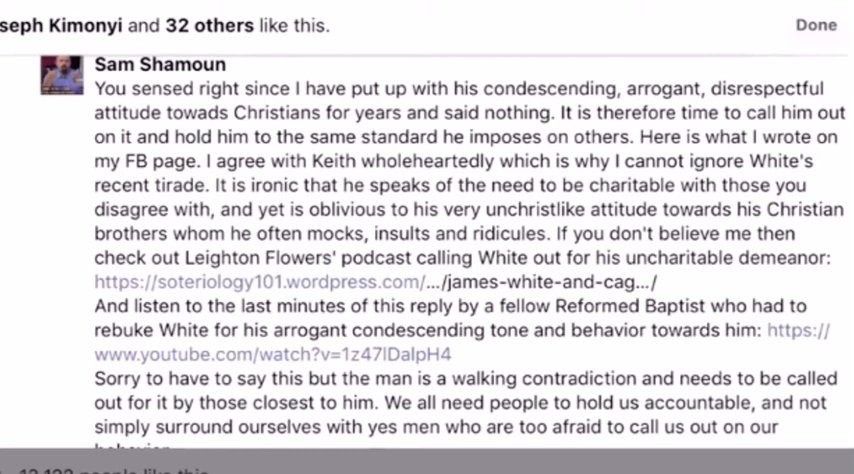 seph Kimonyi and 32 others like this.
Done
Sam Shamoun
You sensed right since I have put up with his condescending, arrogant, disrespectful
attitude towads Christians for years and said nothing. It is therefore time to call him out
on it and hold him to the same standard he imposes on others. Here is what I wrote on
my FB page. I agree with Keith wholeheartedly which is why I cannot ignore White's
recent tirade. It is ironic that he speaks of the need to be charitable with those you
disagree with, and yet is oblivious to his very unchristlike attitude towards his Christian
brothers whom he often mocks, insults and ridicules. If you don't believe me then
check out Leighton Flowers' podcast calling White out for his uncharitable demeanor:
https://soteriology101.wordpress.com/.../james-white-and-cag.../
And listen to the last minutes of this reply by a fellow Reformed Baptist who had to
rebuke White for his arrogant condescending tone and behavior towards him: https://
www.youtube.com/watch?v=1z47lDalpH4
Sorry to have to say this but the man is a walking contradiction and needs to be called
out for it by those closest to him. We all need people to hold us accountable, and not
simply surround ourselves with yes men who are too afraid to call us out on our
people like this